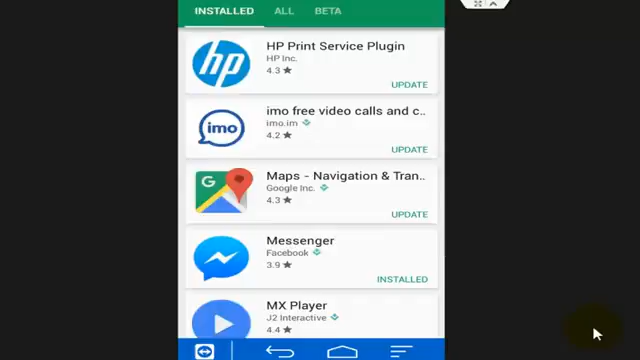 INSTALLED ALL BETA
HP Print Service Plugin
HP Inc.
4.3
UPDATE
imo free video calls and c..
imo.im
4.2
UPDATE
Maps - Navigation & Tran..
Google Inc.
4.3
UPDATE
Messenger
Facebook
3.9
INSTALLED
MX Player
J2 Interactive
4.4
hp
imo
G